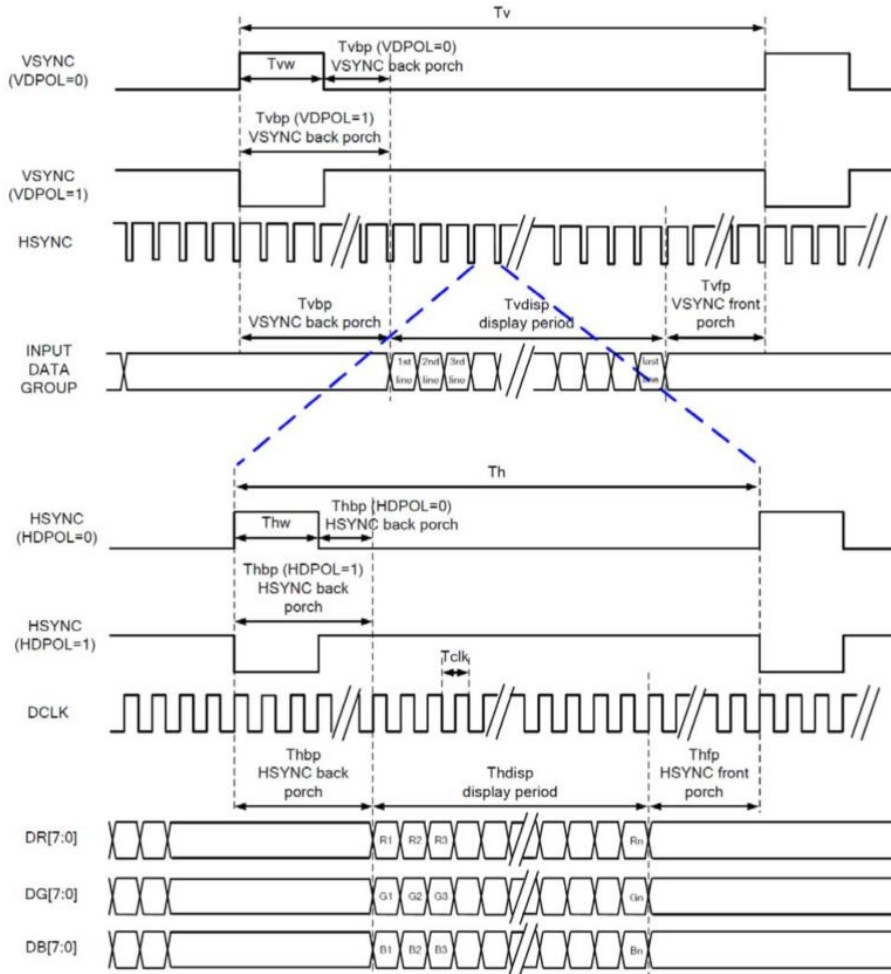 Tv
VSYNC
(VDPOL=0)
Tvw
Tvbp (VDPOL=0)
VSYNC back porch
Tvbp (VDPOL=1)
VSYNC back porch
VSYNC
(VDPOL=1)
HSYNC
Tvbp
VSYNC back porch
Tvdisp
display period
Tvfp
VSYNC front
porch
INPUT
DATA
GROUP
1st
line
2nd
line
3rd
line
last
line
Th
HSYNC
(HDPOL=0)
Thw
Thbp (HDPOL=0)
HSYNC back porch
Thbp (HDPOL=1)
HSYNC back
porch
HSYNC
(HDPOL=1)
Tclk
DCLK
Thbp
HSYNC back
porch
Thdisp
display period
Thfp
HSYNC front
porch
DR[7:0]
R1 R2 R3 Rn
DG[7:0]
G1 G2 G3 Gn
DB[7:0]
B1 B2 B3 Bn